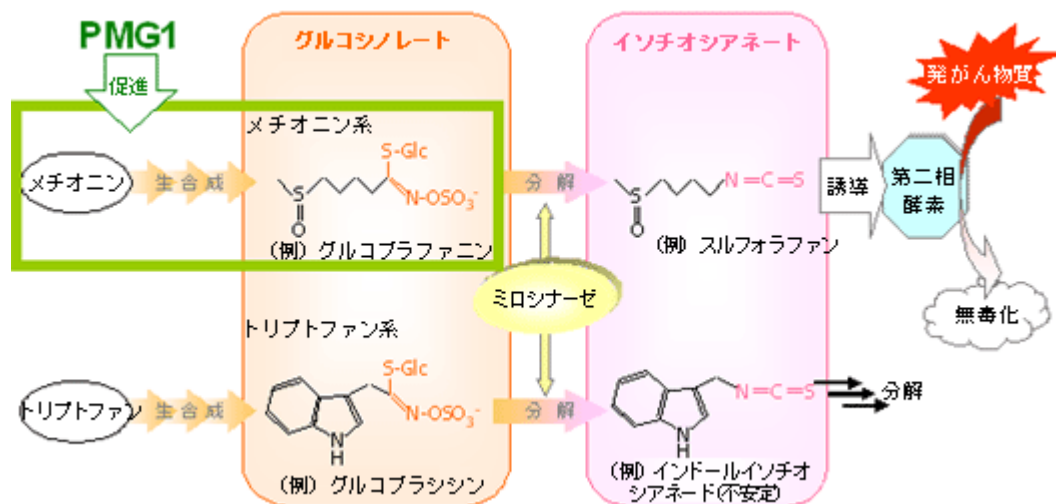 PMG1
促進
グルコシノレート
イソチオシアネート
発がん物質
メチオニン系
メチオニン
生合成
S-Glc
N-OSO3-
S
O
(例) グルコブラファニン
分解
N=C=S
S
O
(例) スルフォラファン
誘導
第二相
酵素
無毒化
ミロシナーゼ
トリプトファン系
トリプトファン
生合成
S-Glc
N-OSO3-
N
H
(例) グルコブラシシン
分解
N=C=S
N
H
(例) インドールイソチオ
シアネード(不安定)
分解